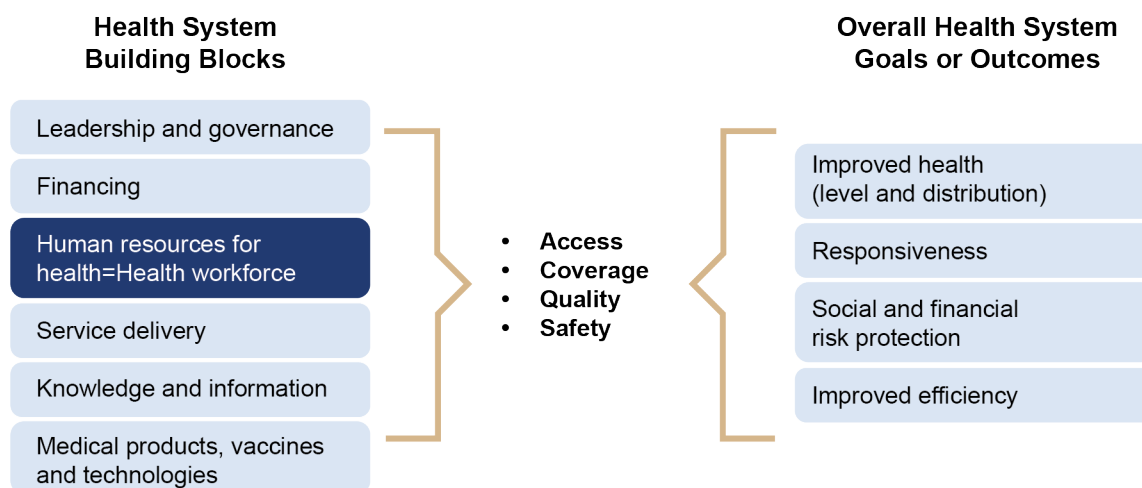 Health System
Building Blocks
Leadership and governance
Financing
Human resources for
health=Health workforce
Service delivery
Knowledge and information
Medical products, vaccines
and technologies
• Access
• Coverage
• Quality
• Safety
Overall Health System
Goals or Outcomes
Improved health
(level and distribution)
Responsiveness
Social and financial
risk protection
Improved efficiency